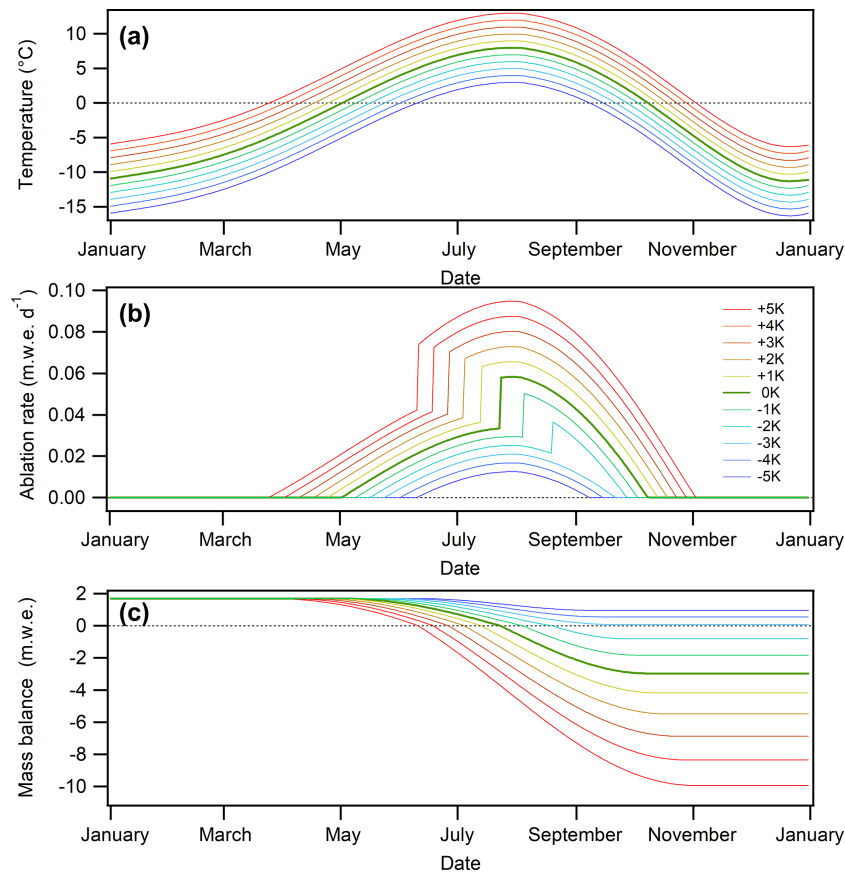 (a)
Temperature (°C)
10
5
0
-5
-10
-15
January March May July September November January
Date
(b)
Ablation rate (m.w.e. d-1)
0.10
0.08
0.06
0.04
0.02
0.00
+5K
+4K
+3K
+2K
+1K
0K
-1K
-2K
-3K
-4K
-5K
January March May July September November January
Date
(c)
Mass balance (m.w.e.)
2
0
-2
-4
-6
-8
-10
January March May July September November January
Date